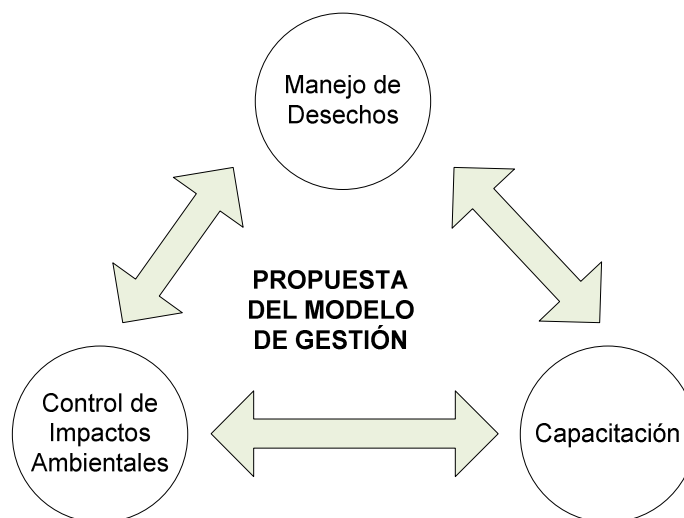 Manejo de
Desechos
PROPUESTA
DEL MODELO
DE GESTIÓN
Control de
Impactos
Ambientales
Capacitación